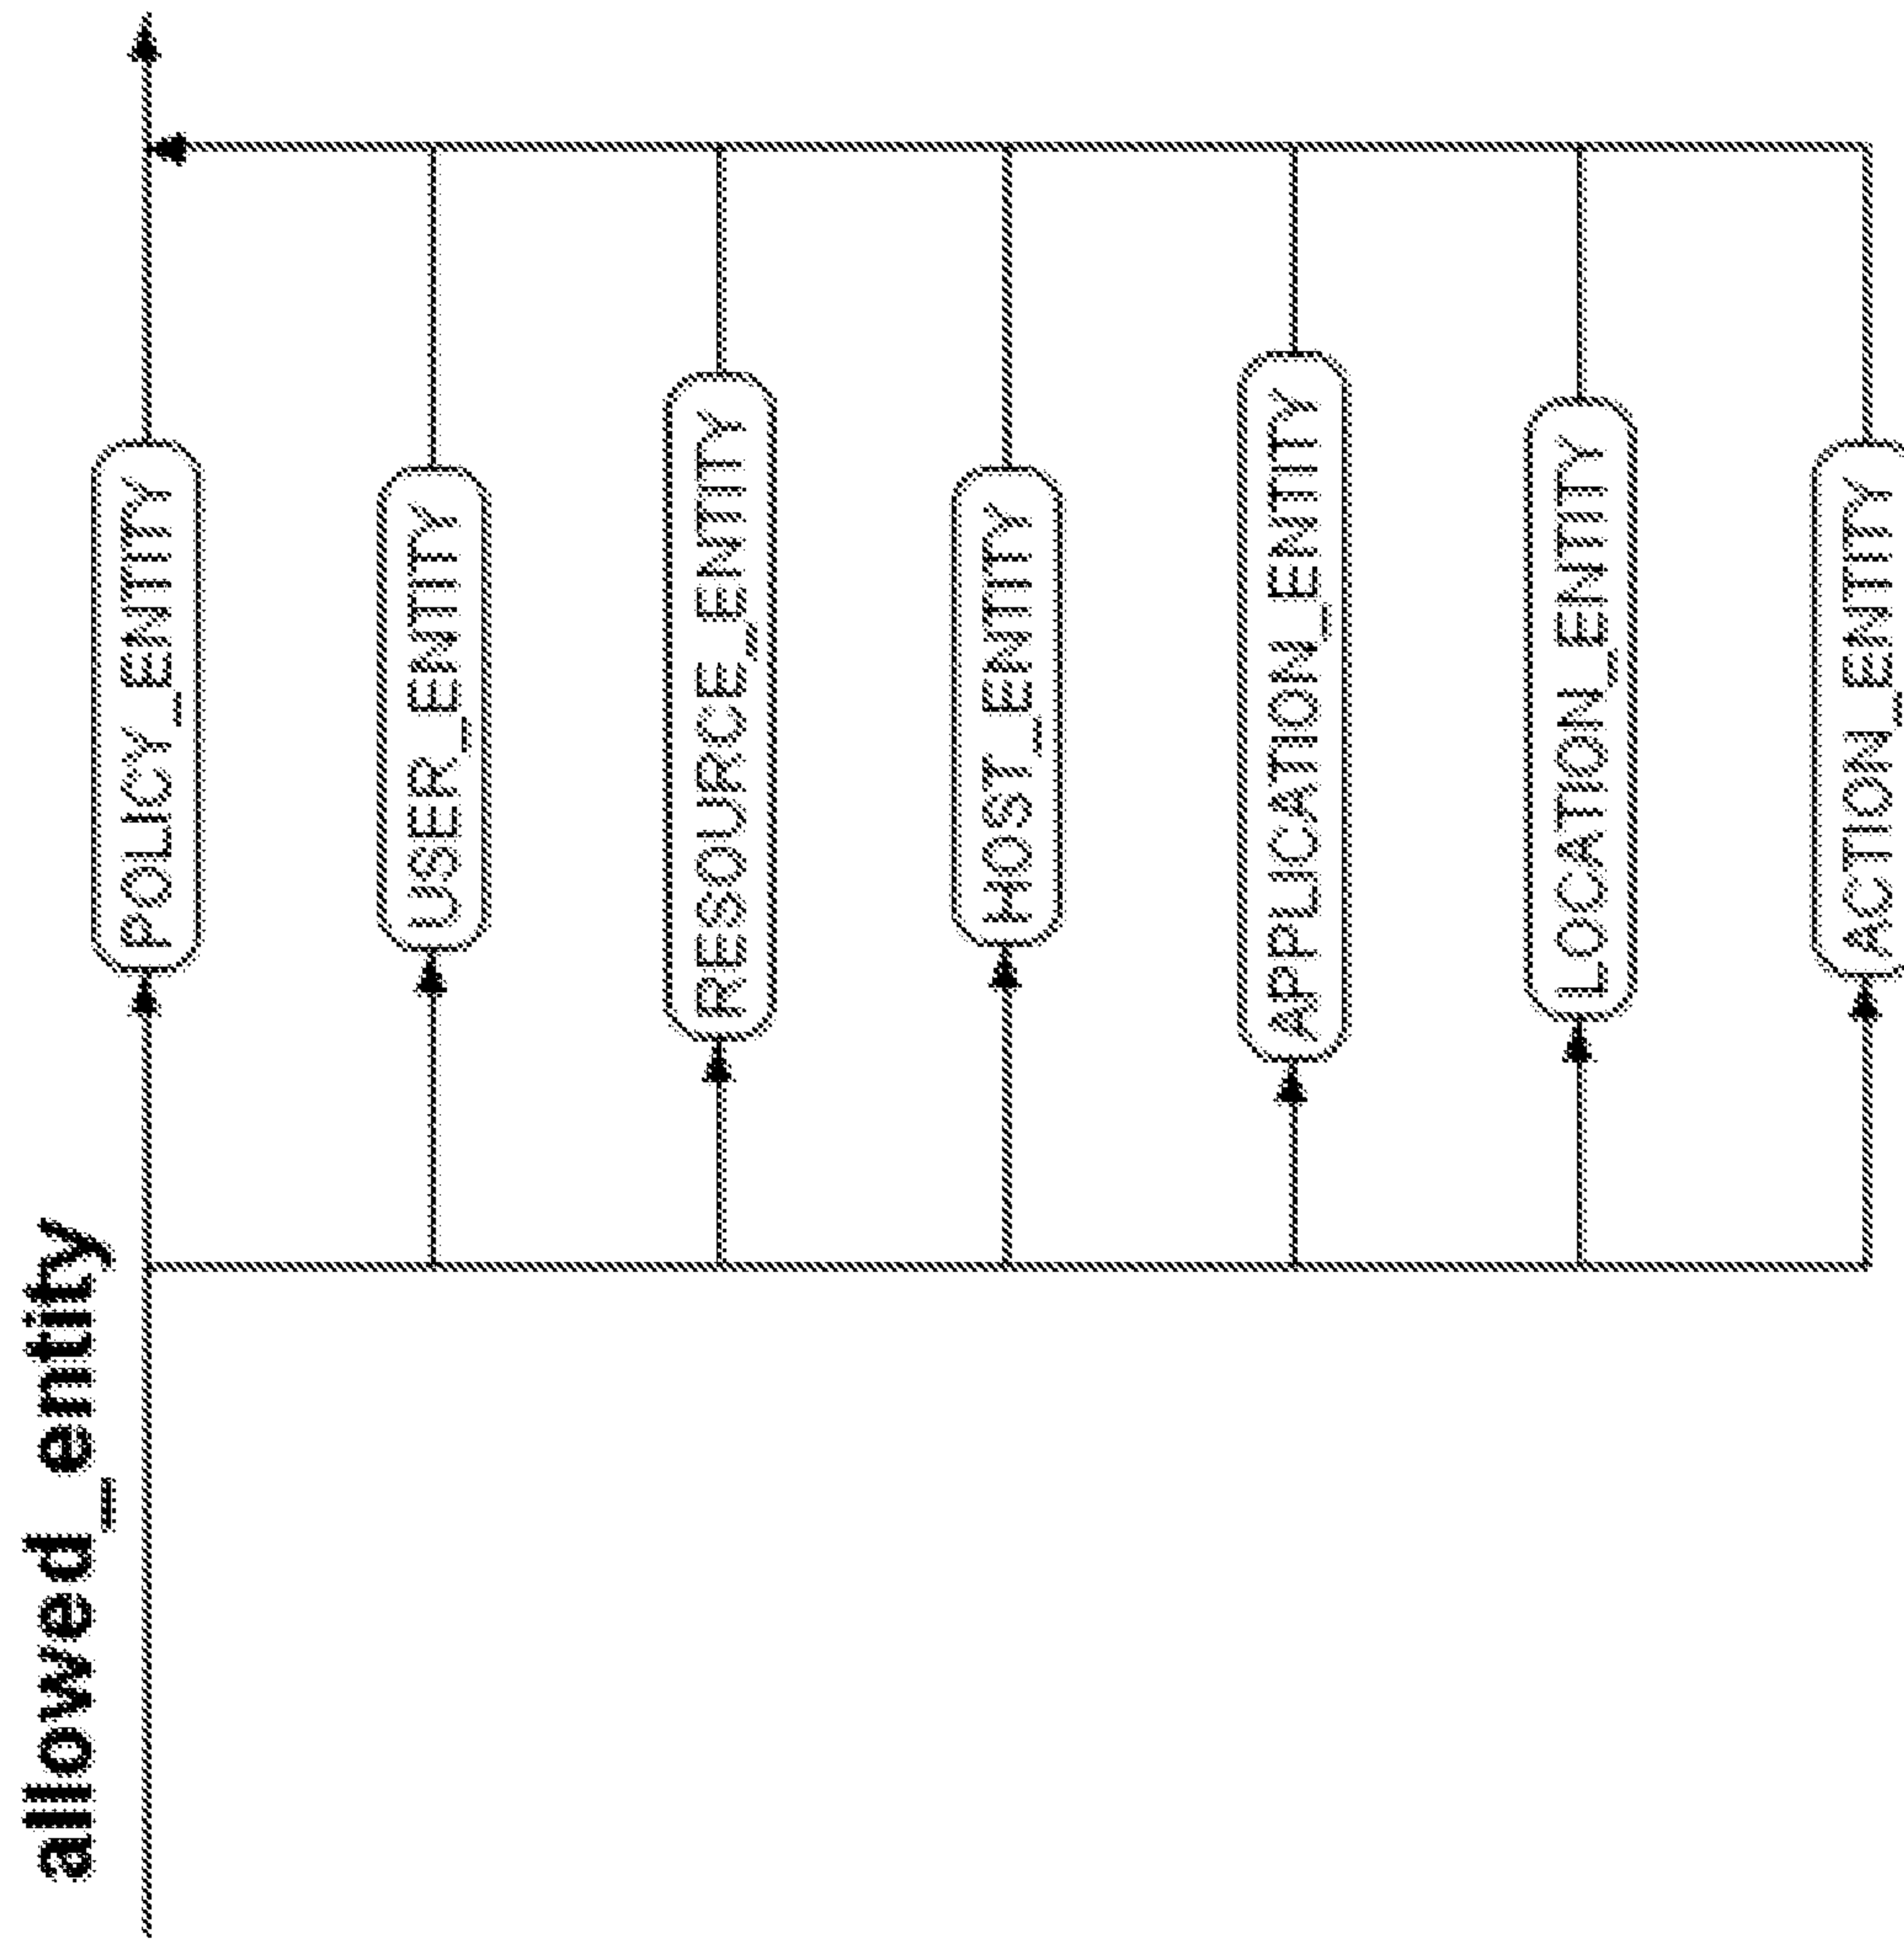 allowed_entity
POLICY_ENTITY
USER_ENTITY
RESOURCE_ENTITY
HOST_ENTITY
APPLICATION_ENTITY
LOCATION_ENTITY
ACTION_ENTITY